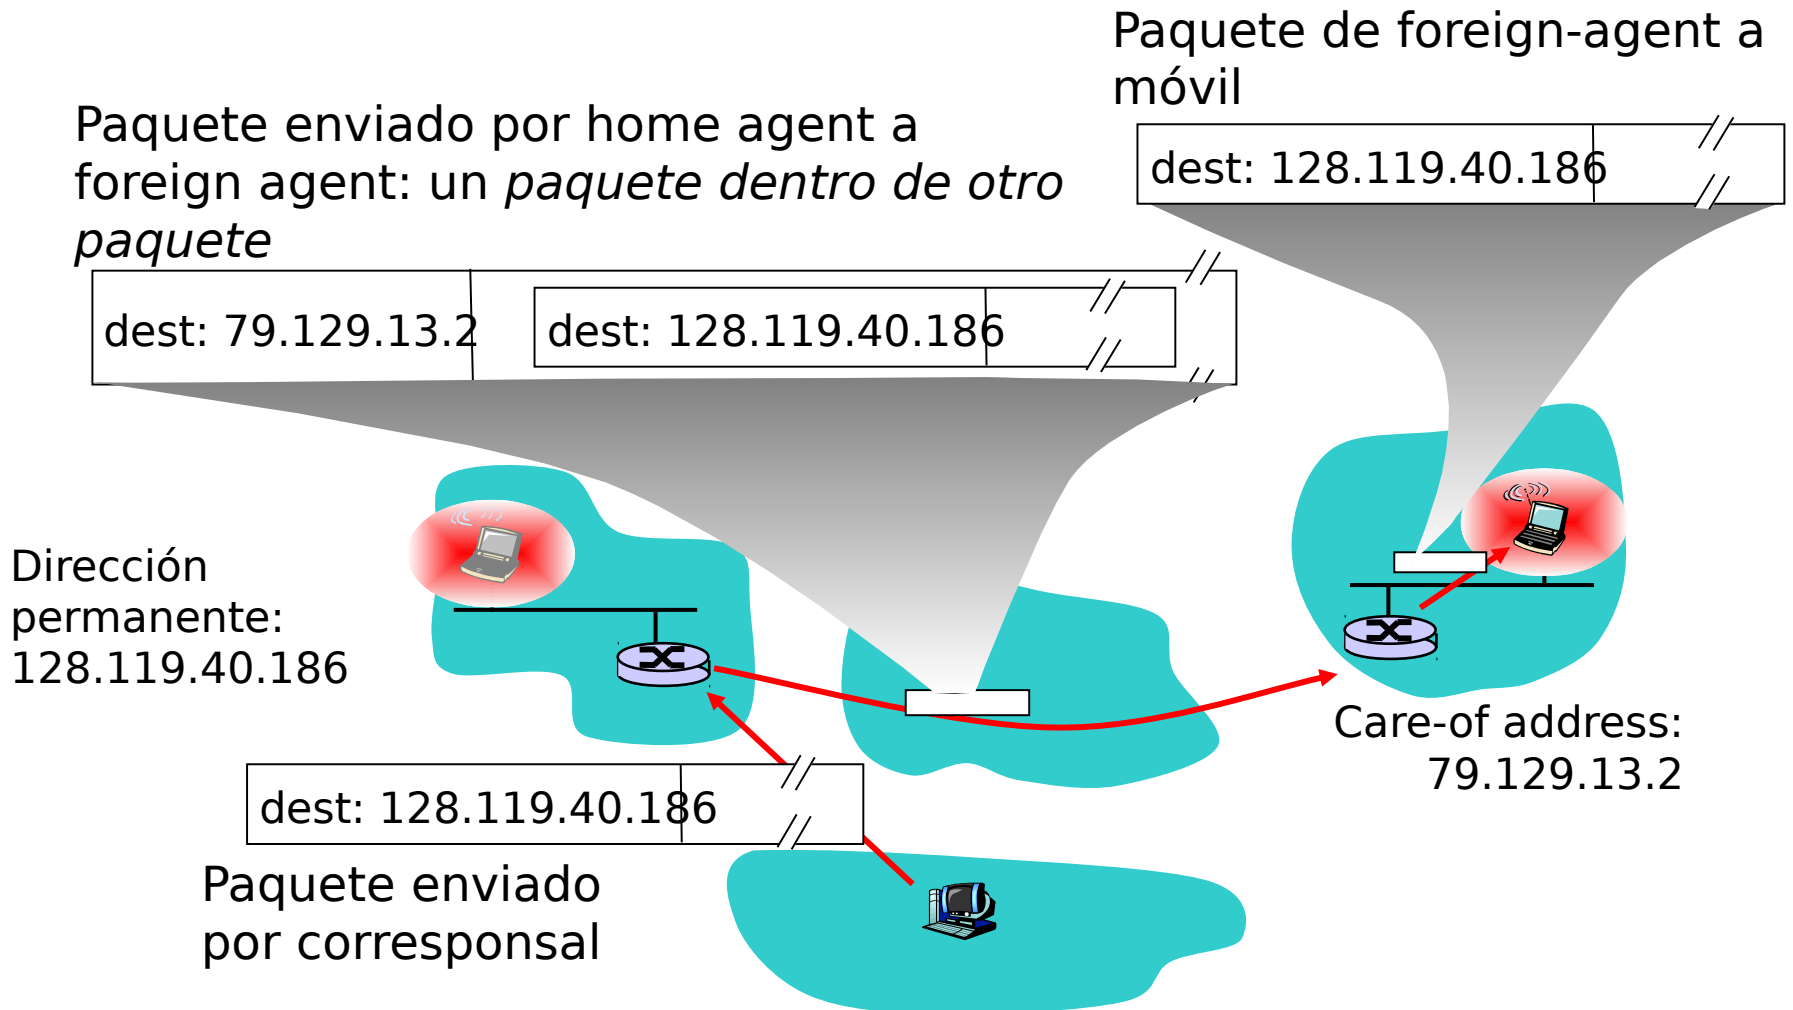 Paquete de foreign-agent a
móvil
dest: 128.119.40.186
Paquete enviado por home agent a
foreign agent: un paquete dentro de otro
paquete
dest: 79.129.13.2
dest: 128.119.40.186
Dirección
permanente:
128.119.40.186
Care-of address:
79.129.13.2
dest: 128.119.40.186
Paquete enviado
por corresponsal